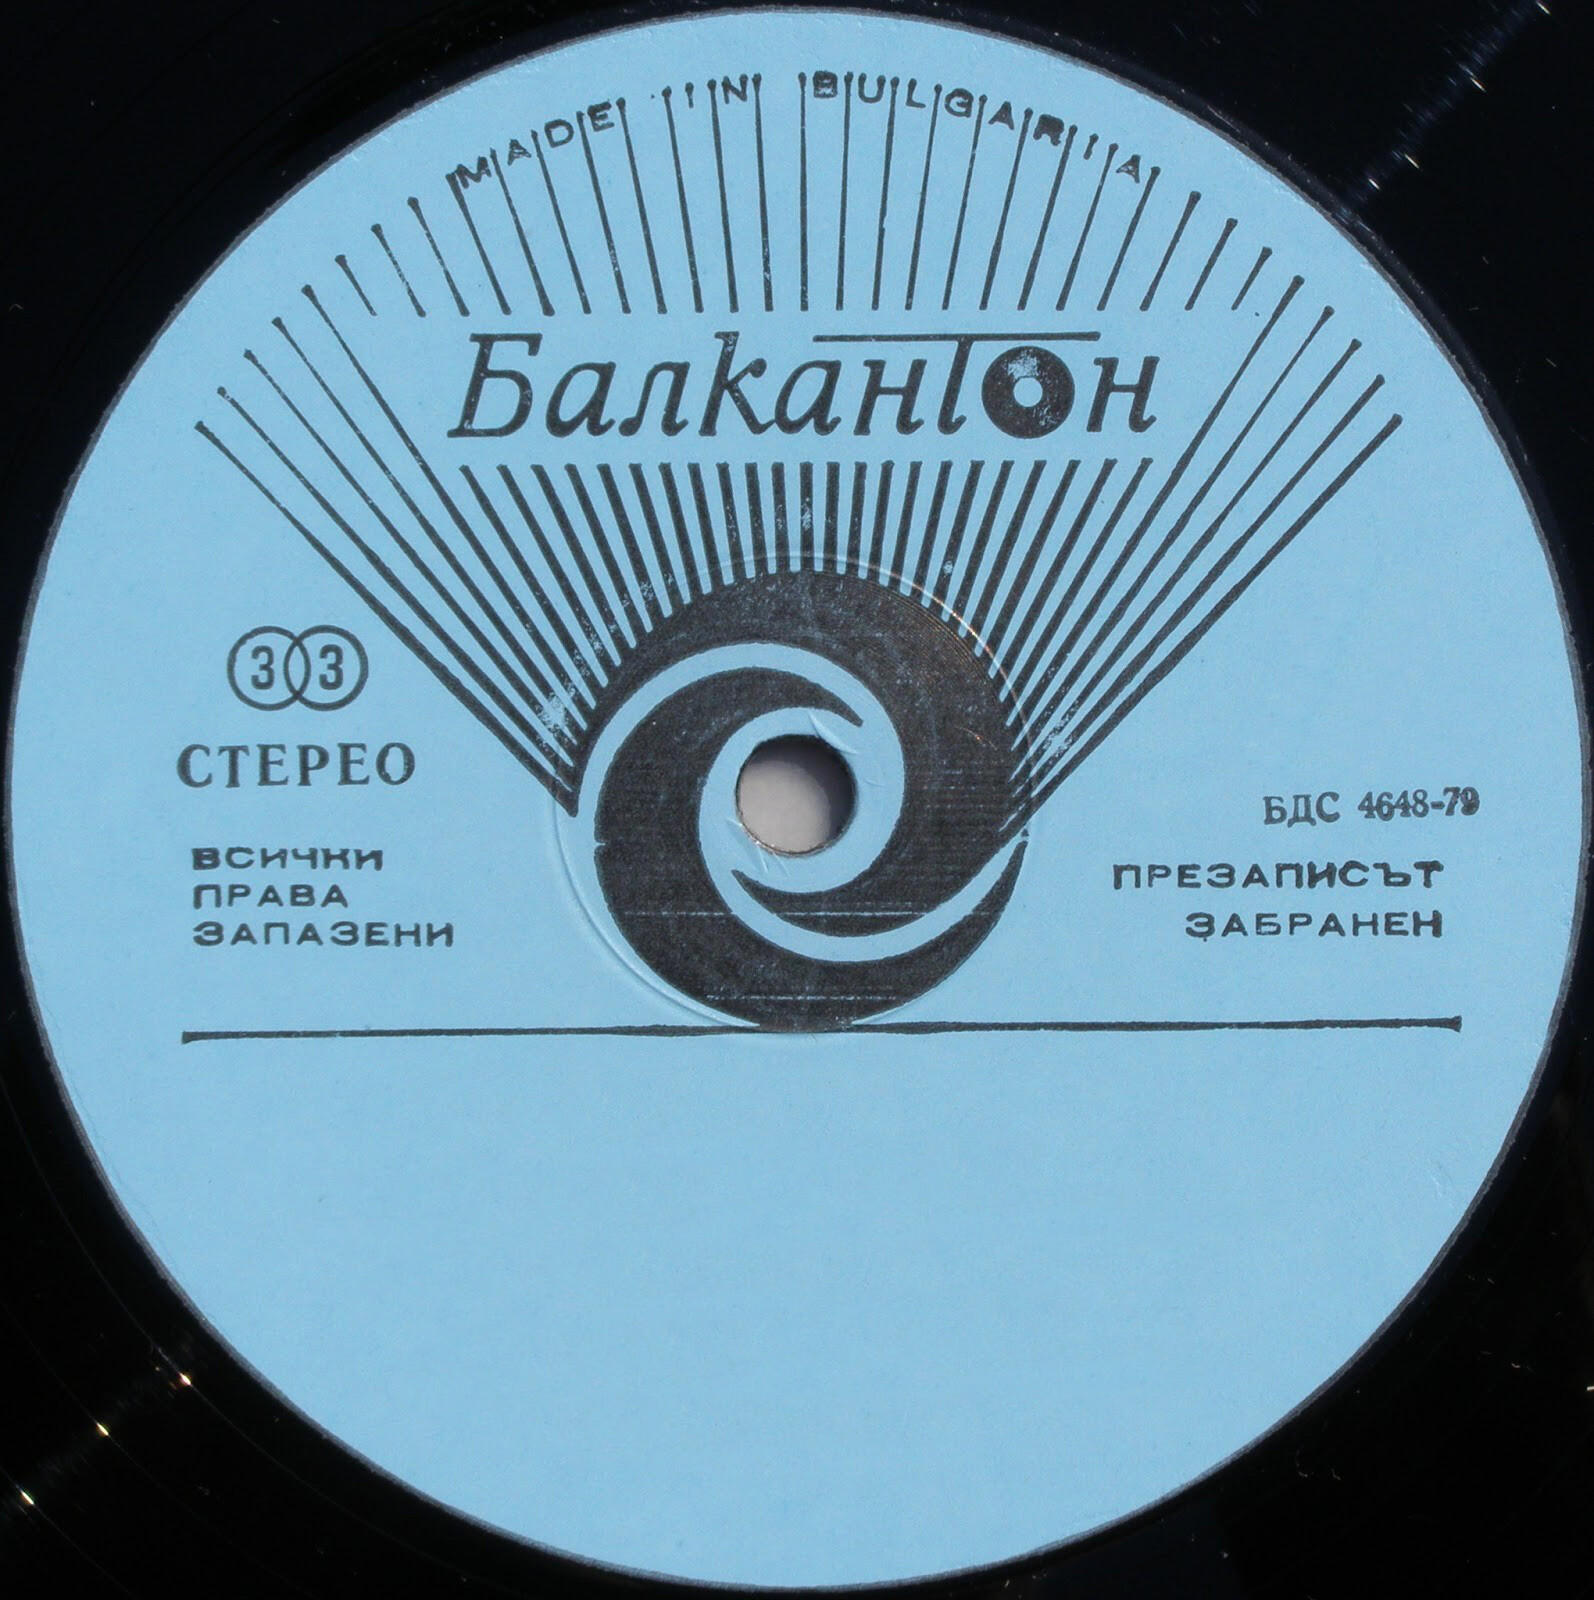 MADE IN BULGARIA
Балкантон
33
СТЕРЕО
ВСИЧКИ
ПРАВА
ЗАПАЗЕНИ
БДС 4648-79
ПРЕЗАПИСЪТ
ЗАБРАНЕН